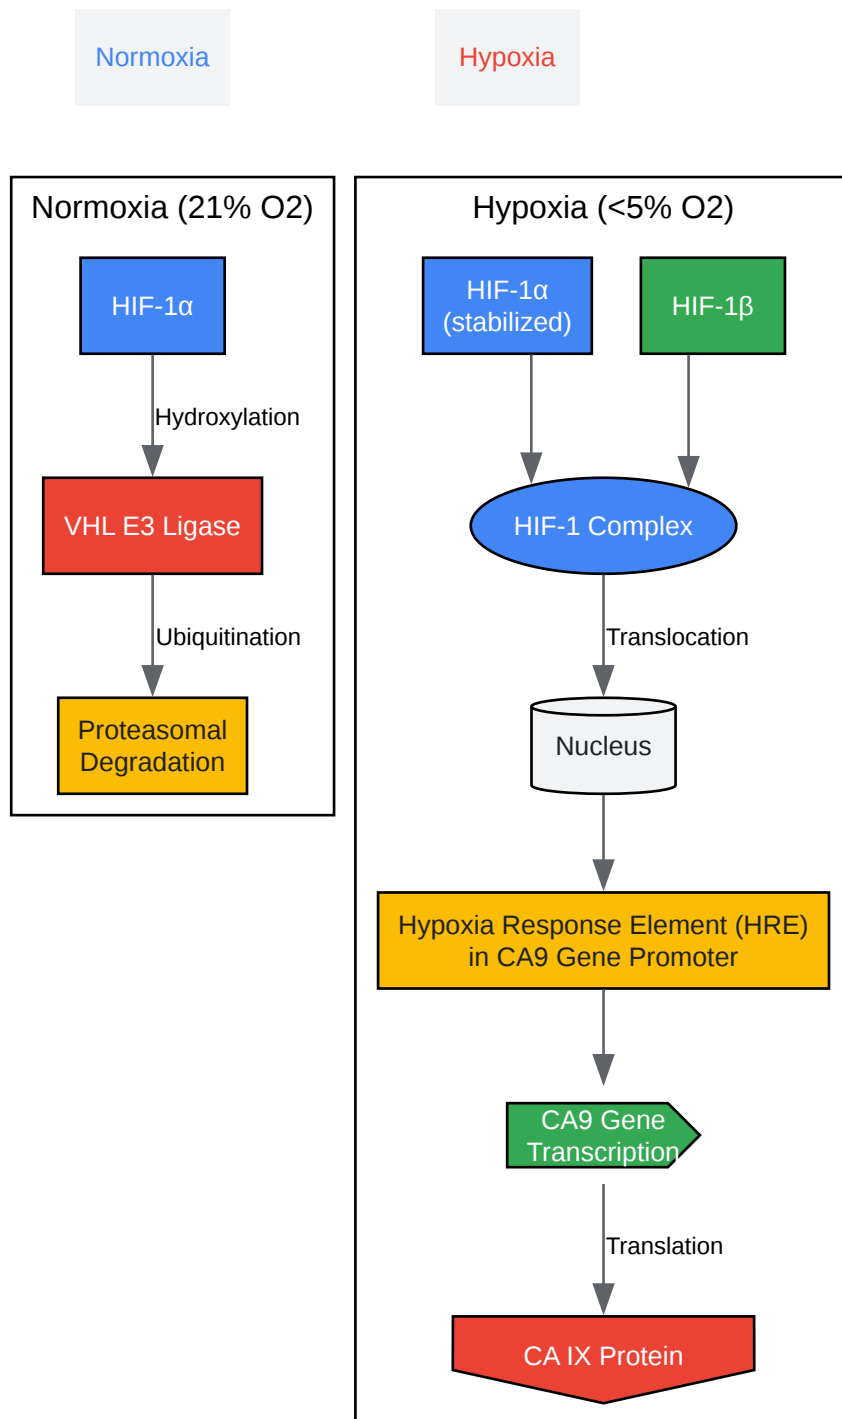 Normoxia
Hypoxia
Normoxia (21% O2)
HIF-1α
Hydroxylation
VHL E3 Ligase
Ubiquitination
Proteasomal
Degradation
Hypoxia (<5% O2)
HIF-1α
(stabilized)
HIF-1β
HIF-1 Complex
Translocation
Nucleus
Hypoxia Response Element (HRE)
in CA9 Gene Promoter
CA9 Gene
Transcription
Translation
CA IX Protein